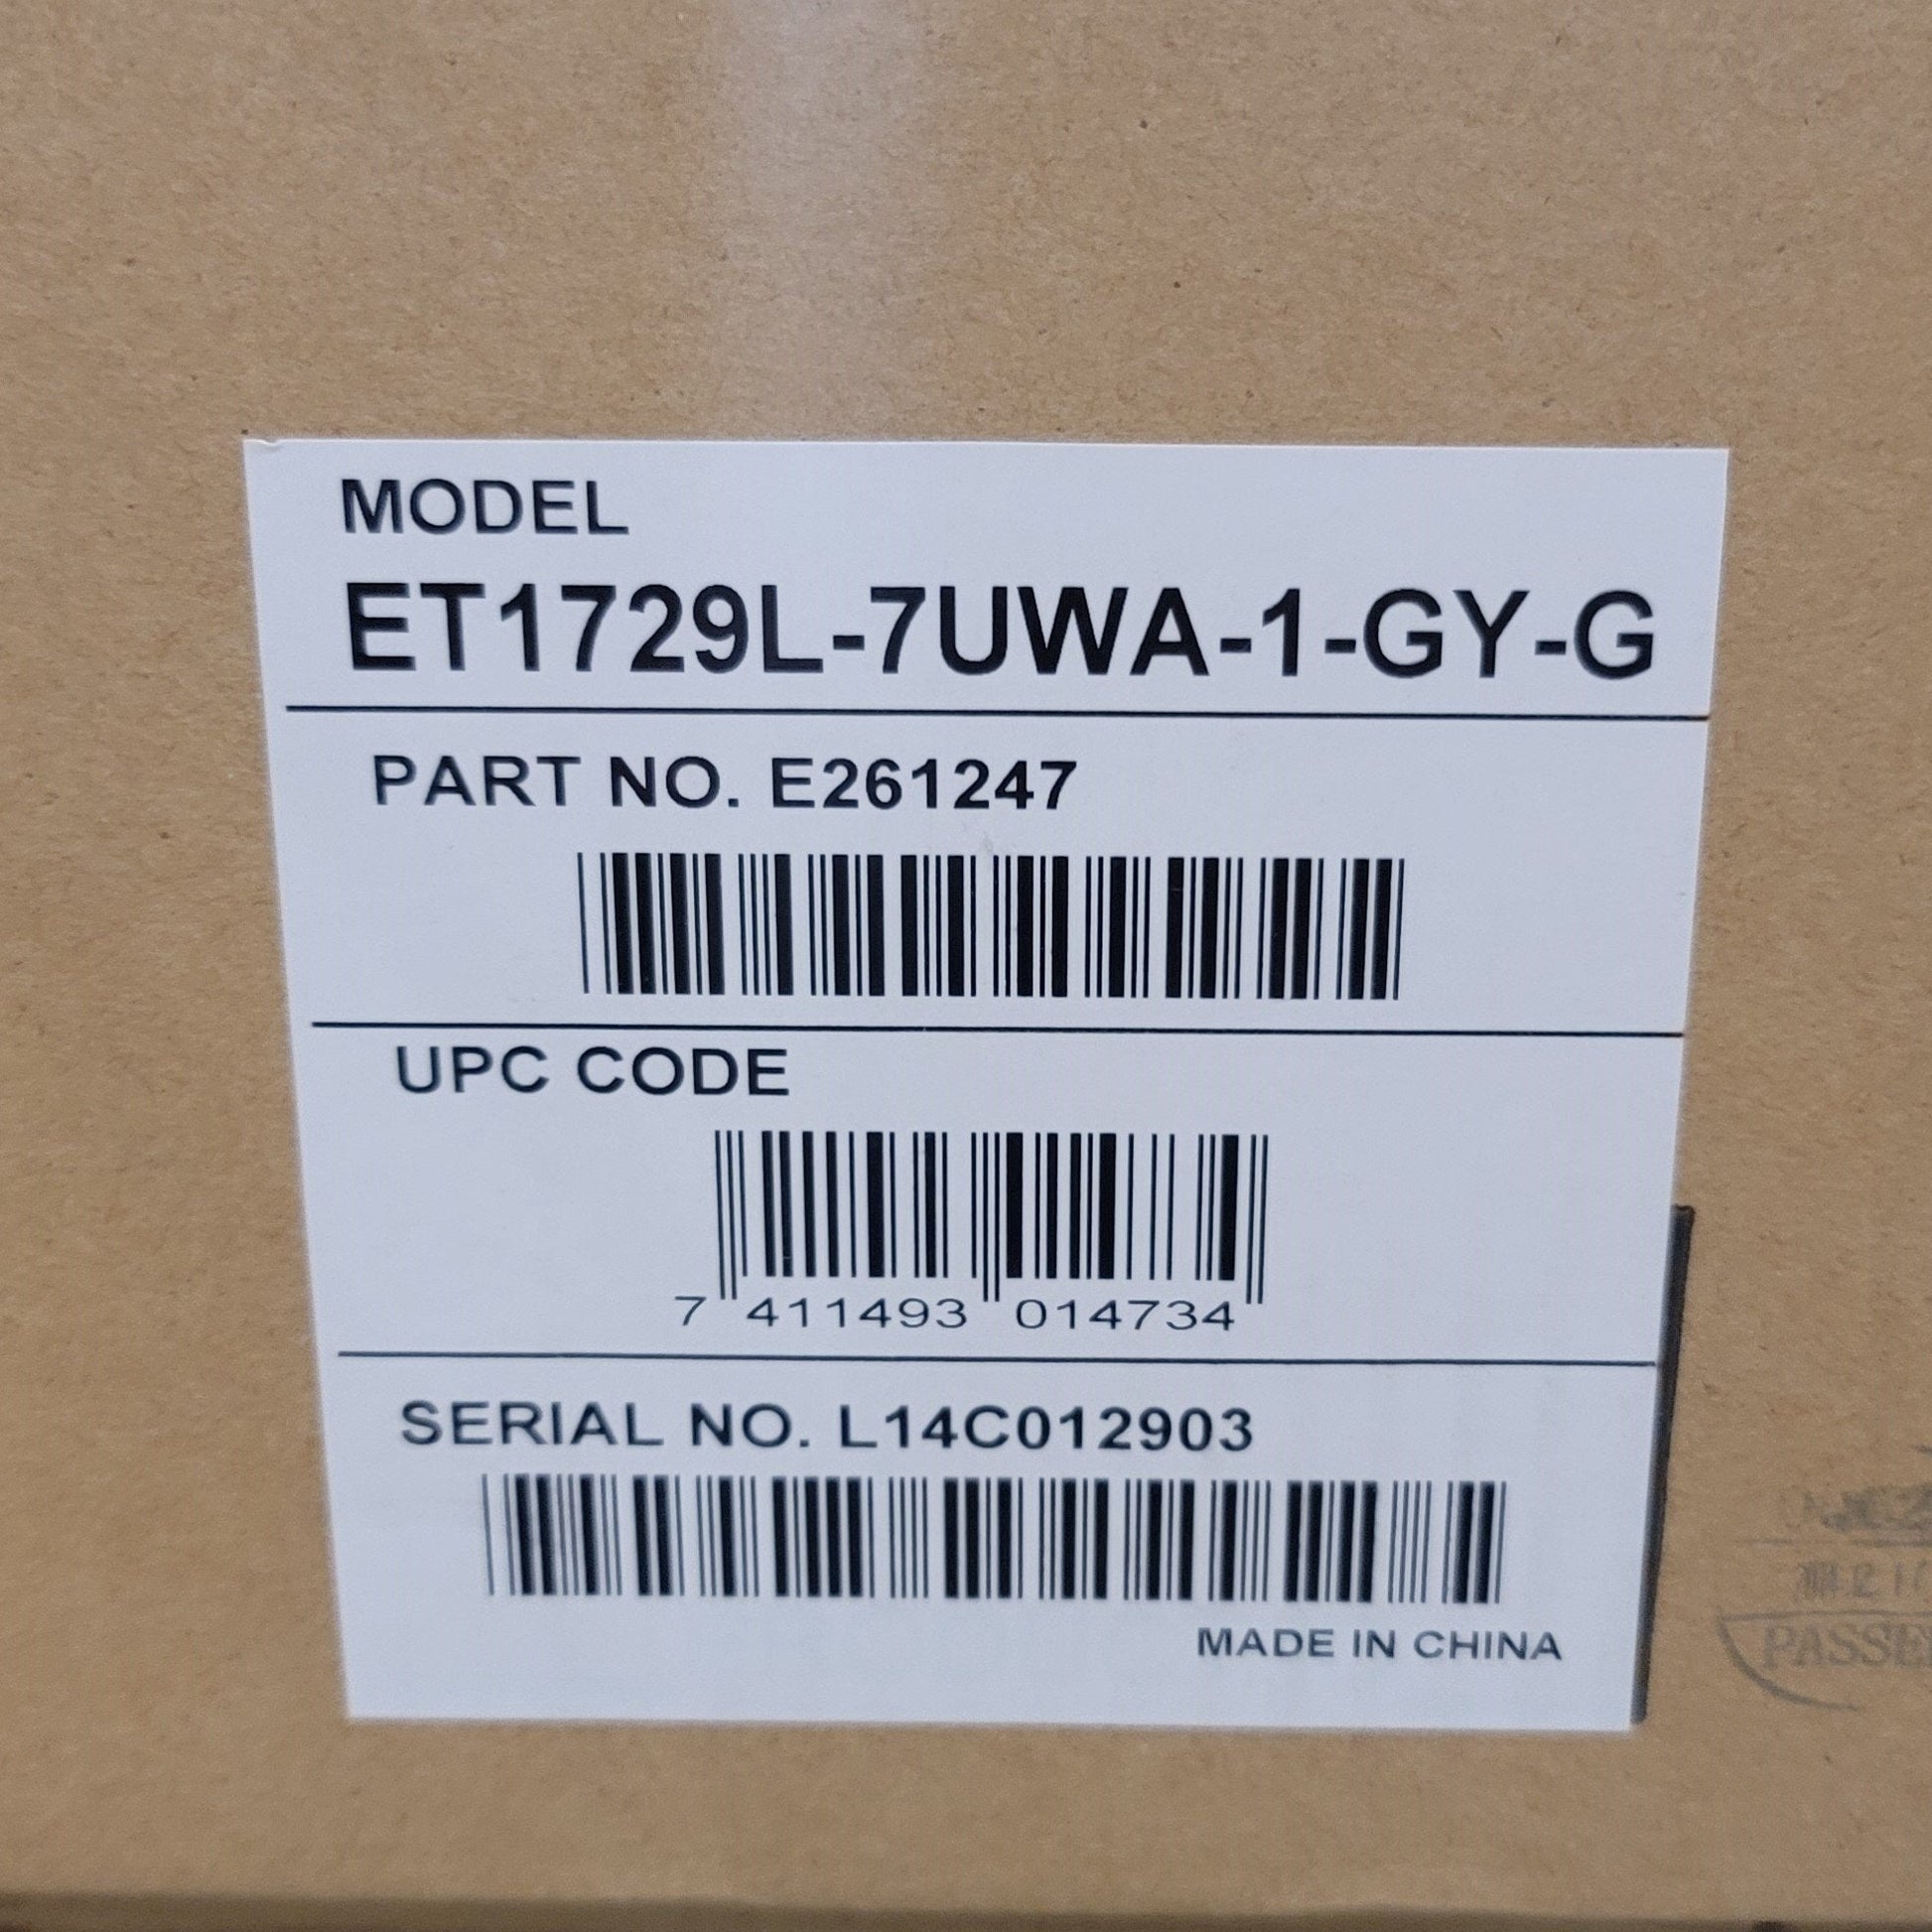 MODEL
ET1729L-7UWA-1-GY-G
PART NO. E261247
UPC CODE
7 411493 014734
SERIAL NO. L14C012903
MADE IN CHINA